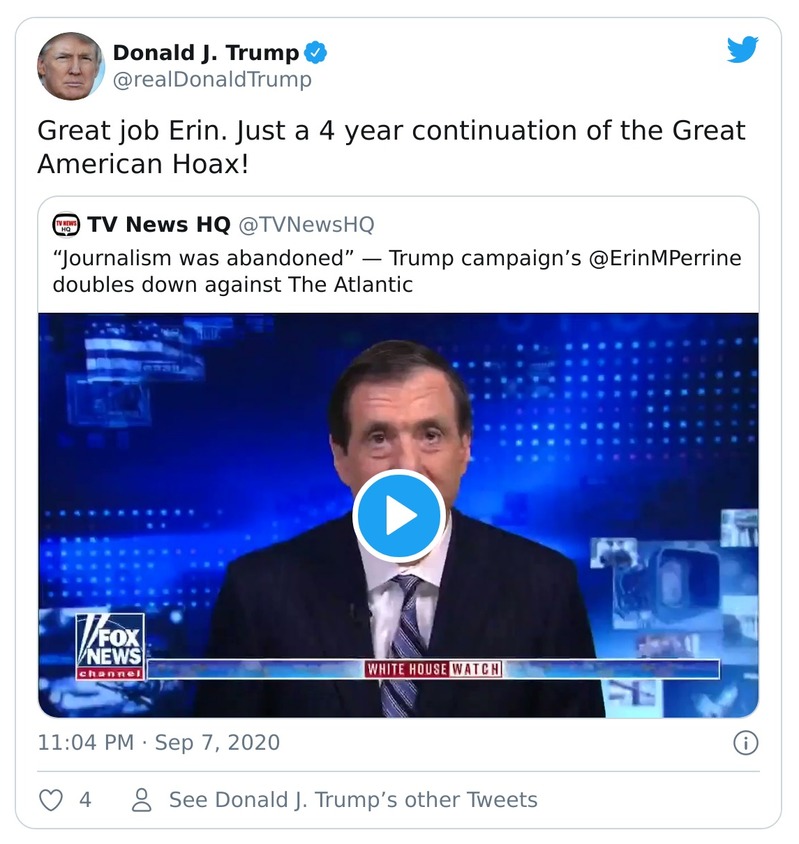 Donald J. Trump
@realDonaldTrump
Great job Erin. Just a 4 year continuation of the Great
American Hoax!
TV NEWS
HQ
TV News HQ @TVNewsHQ
“Journalism was abandoned” — Trump campaign’s @ErinMPerrine
doubles down against The Atlantic
FOX
NEWS
channel
WHITE HOUSE WATCH
11:04 PM · Sep 7, 2020
4
See Donald J. Trump’s other Tweets